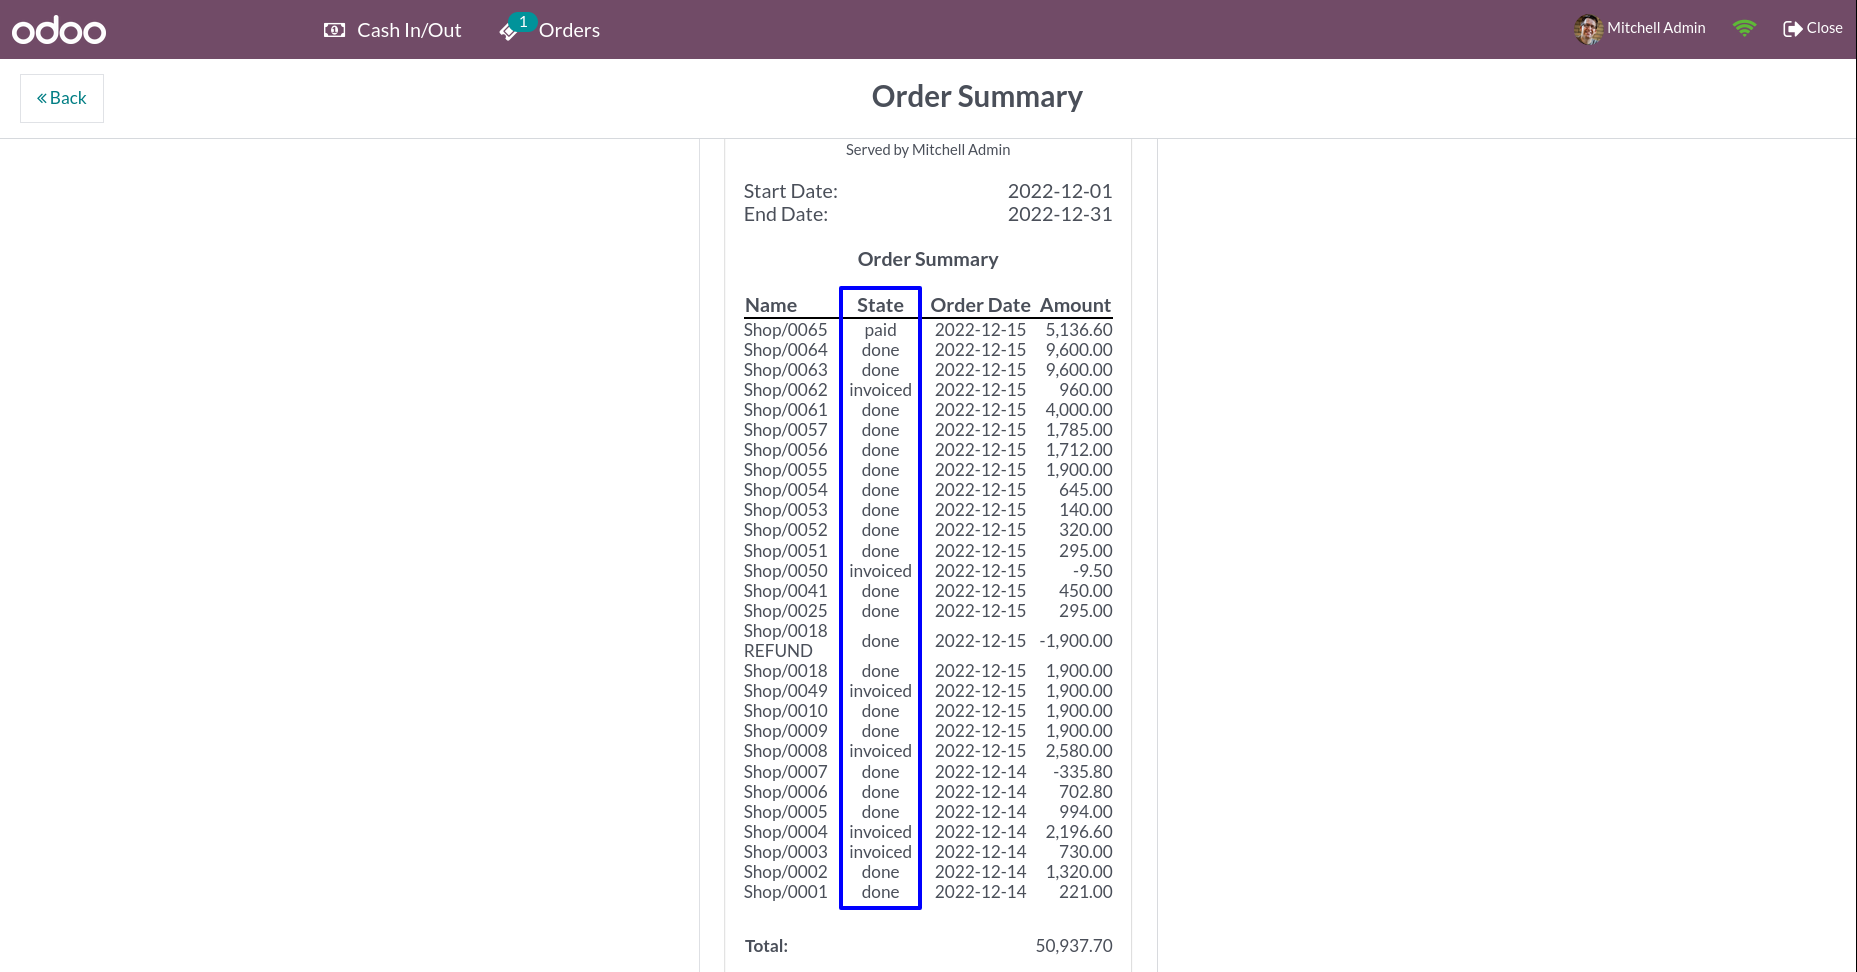 odoo Cash In/Out 1 Orders Mitchell Admin Close
Back Order Summary
Served by Mitchell Admin
Start Date: 2022-12-01
End Date: 2022-12-31
Order Summary
Name State Order Date Amount
Shop/0065 paid 2022-12-15 5,136.60
Shop/0064 done 2022-12-15 9,600.00
Shop/0063 done 2022-12-15 9,600.00
Shop/0062 invoiced 2022-12-15 960.00
Shop/0061 done 2022-12-15 4,000.00
Shop/0057 done 2022-12-15 1,785.00
Shop/0056 done 2022-12-15 1,712.00
Shop/0055 done 2022-12-15 1,900.00
Shop/0054 done 2022-12-15 645.00
Shop/0053 done 2022-12-15 140.00
Shop/0052 done 2022-12-15 320.00
Shop/0051 done 2022-12-15 295.00
Shop/0050 invoiced 2022-12-15 -9.50
Shop/0041 done 2022-12-15 450.00
Shop/0025 done 2022-12-15 295.00
Shop/0018
REFUND done 2022-12-15 -1,900.00
Shop/0018 done 2022-12-15 1,900.00
Shop/0049 invoiced 2022-12-15 1,900.00
Shop/0010 done 2022-12-15 1,900.00
Shop/0009 done 2022-12-15 1,900.00
Shop/0008 invoiced 2022-12-15 2,580.00
Shop/0007 done 2022-12-14 -335.80
Shop/0006 done 2022-12-14 702.80
Shop/0005 done 2022-12-14 994.00
Shop/0004 invoiced 2022-12-14 2,196.60
Shop/0003 invoiced 2022-12-14 730.00
Shop/0002 done 2022-12-14 1,320.00
Shop/0001 done 2022-12-14 221.00
Total: 50,937.70